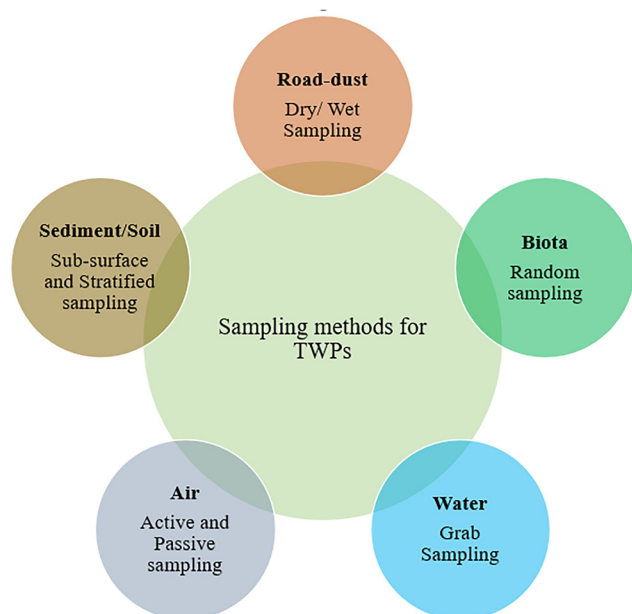 Road-dust
Dry/ Wet
Sampling
Sediment/Soil
Sub-surface
and Stratified
sampling
Biota
Random
sampling
Sampling methods for
TWPs
Air
Active and
Passive
sampling
Water
Grab
Sampling